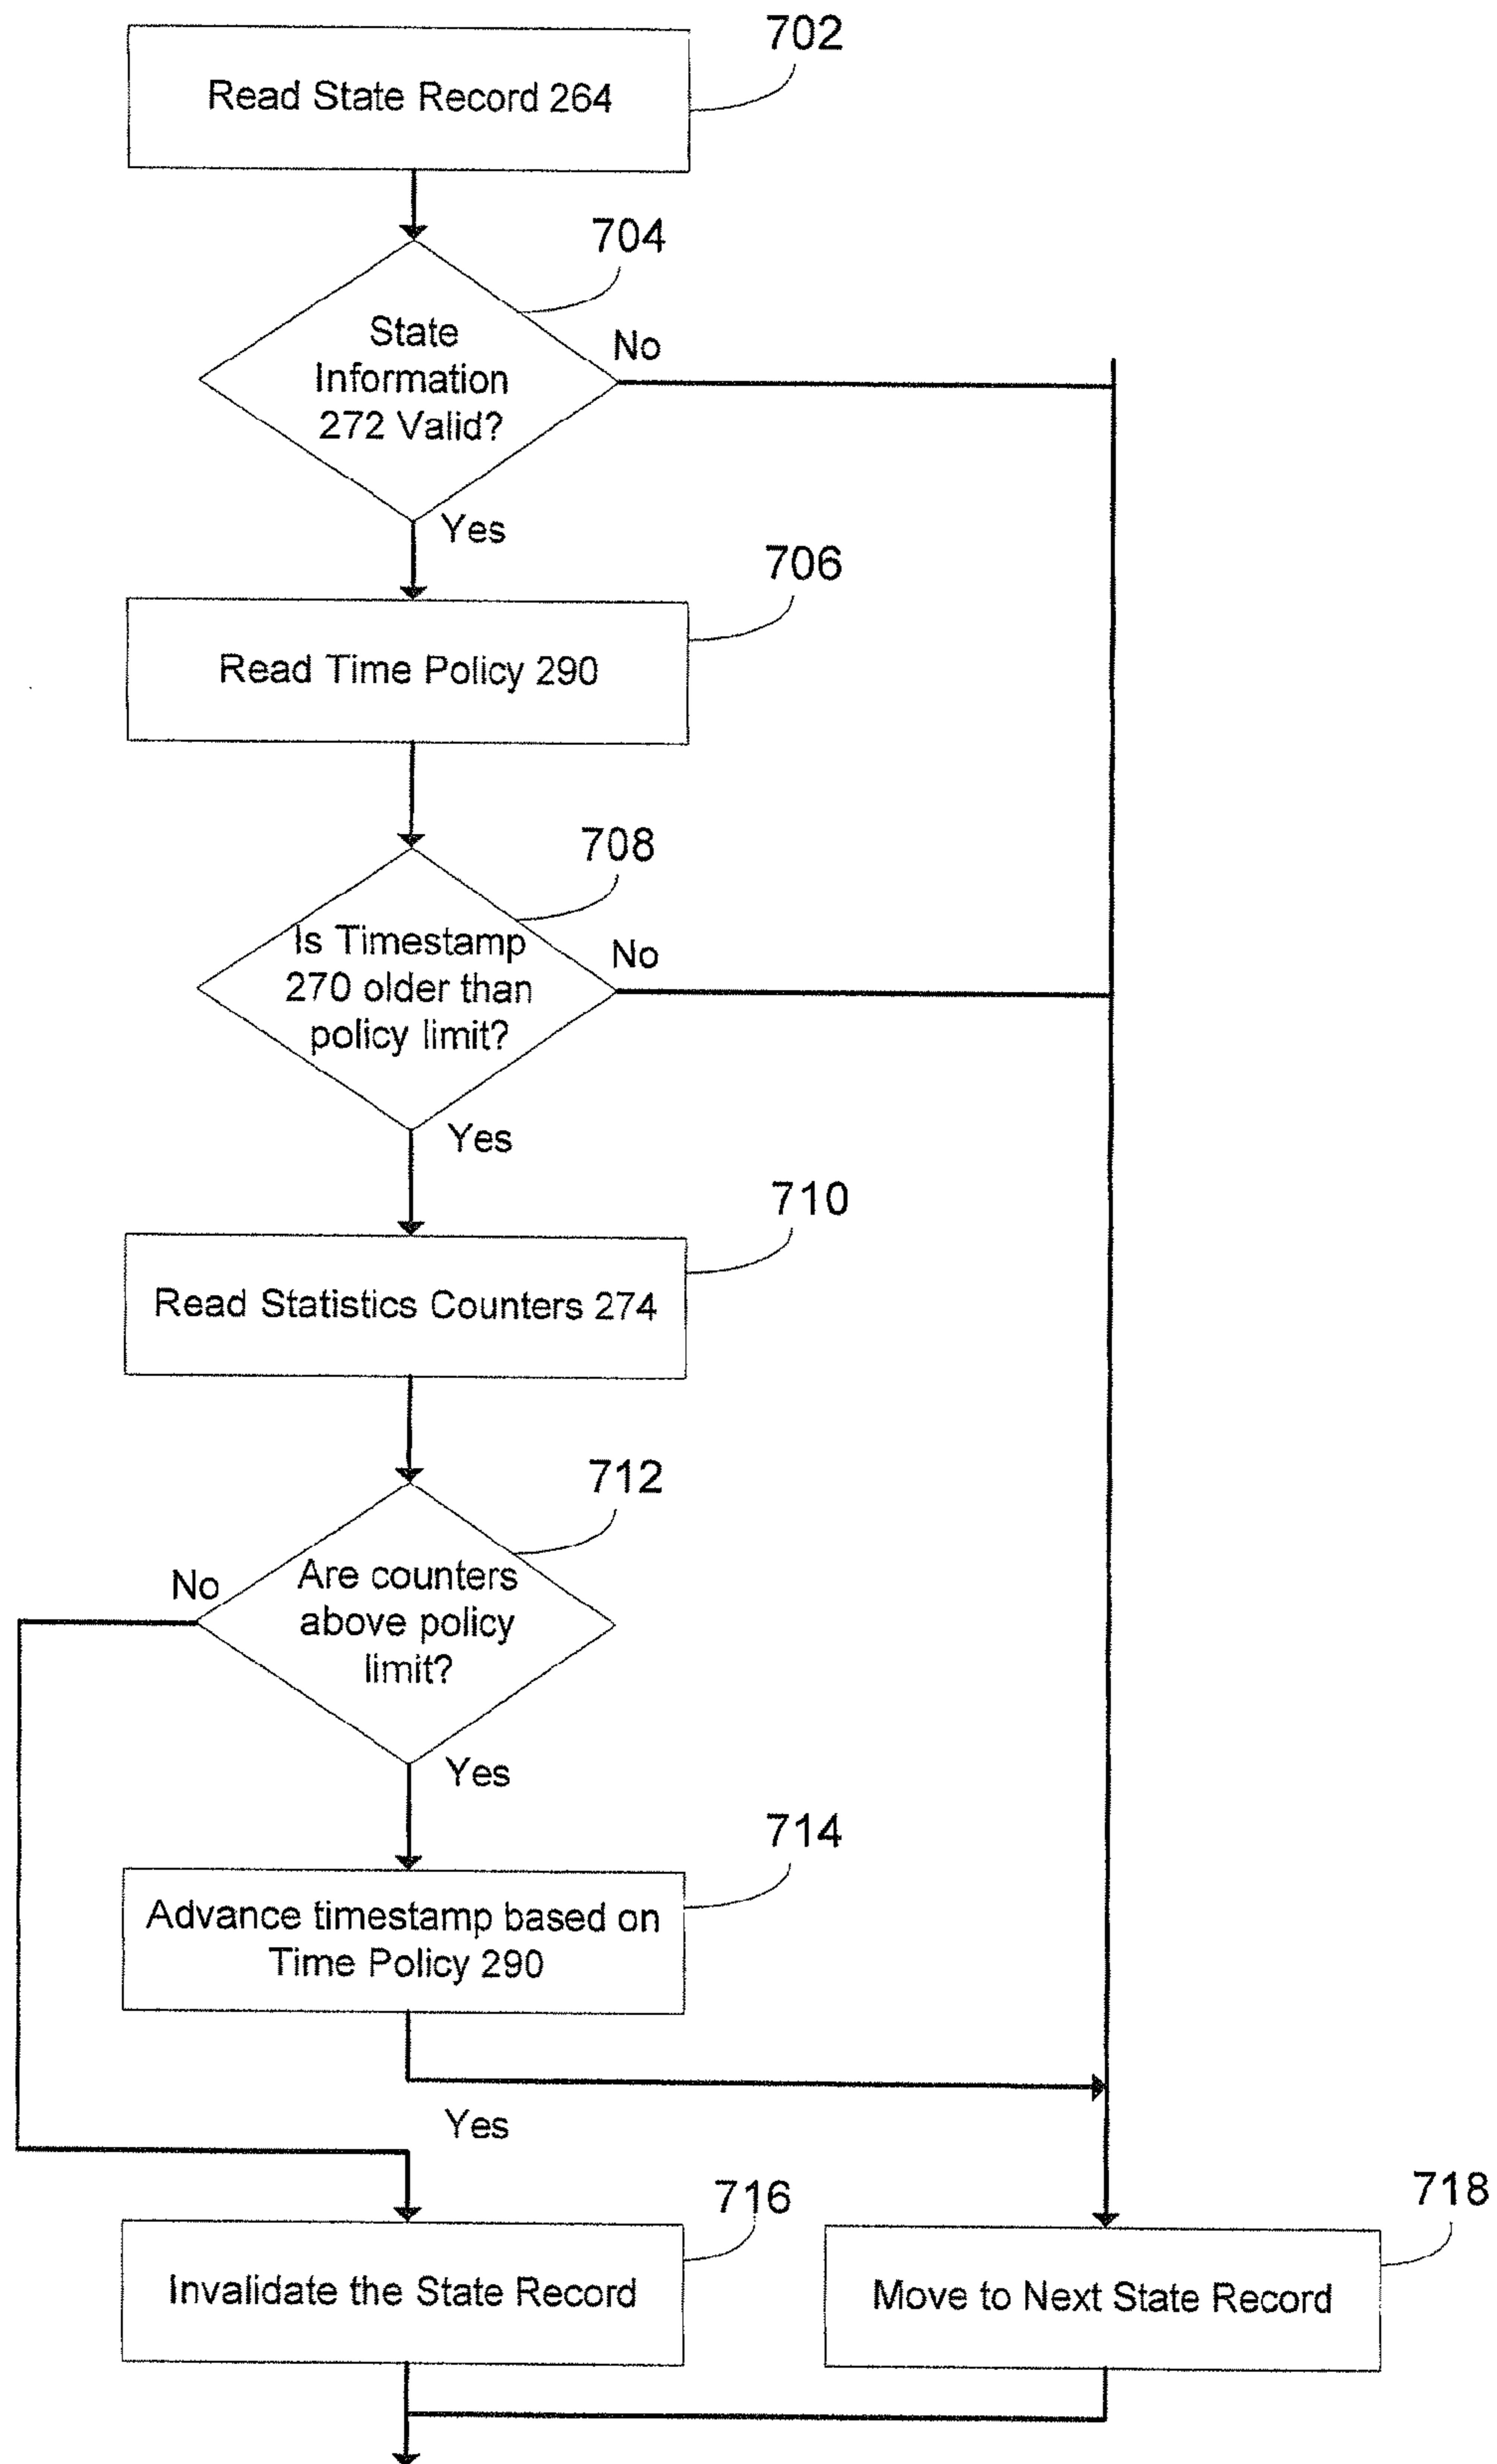 702
Read State Record 264
704
State
Information
272 Valid?
No
Yes
706
Read Time Policy 290
708
Is Timestamp
270 older than
policy limit?
No
Yes
710
Read Statistics Counters 274
712
No
Are counters
above policy
limit?
Yes
714
Advance timestamp based on
Time Policy 290
Yes
716
718
Invalidate the State Record
Move to Next State Record